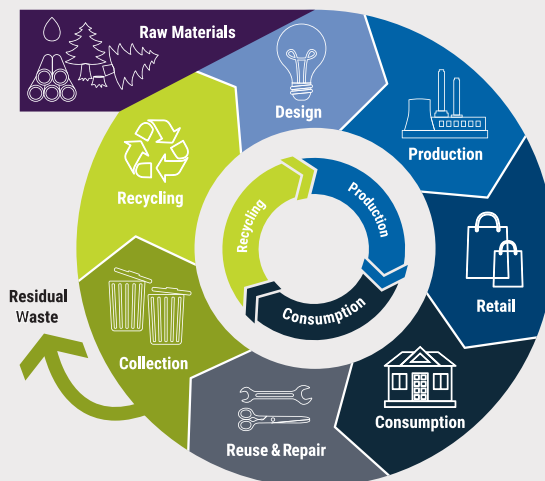 Raw Materials
Design
Production
Retail
Consumption
Reuse & Repair
Collection
Residual
Waste
Recycling
Production
Consumption
Recycling